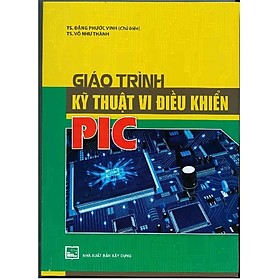 TS. ĐẶNG PHƯỚC VINH (Chủ biên)
TS. VÕ NHƯ THÀNH
GIÁO TRÌNH
KỸ THUẬT VI ĐIỀU KHIỂN
PIC
NHÀ XUẤT BẢN XÂY DỰNG